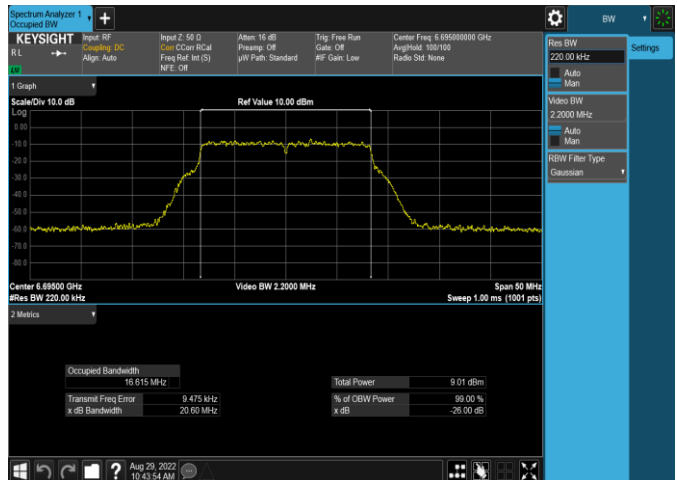 Spectrum Analyzer 1
Occupied BW
KEYSIGHT
R L
LW
Input: RF
Coupling: DC
Align: Auto
Input Z: 50 Ω
Corr CCorr RCal
Freq Ref: Int (S)
NFE: Off
Atten: 16 dB
Preamp: Off
µW Path: Standard
Trig: Free Run
Gate: Off
#IF Gain: Low
Center Freq: 6.695000000 GHz
Avg|Hold: 100/100
Radio Std: None
1 Graph
Scale/Div 10.0 dB
Ref Value 10.00 dBm
Log
0.00
-10.0
-20.0
-30.0
-40.0
-50.0
-60.0
-70.0
-80.0
Center 6.69500 GHz
#Res BW 220.00 kHz
Video BW 2.2000 MHz
Span 50 MHz
Sweep 1.00 ms (1001 pts)
2 Metrics
Occupied Bandwidth
16.615 MHz
Transmit Freq Error 9.475 kHz
x dB Bandwidth 20.60 MHz
Total Power 9.01 dBm
% of OBW Power 99.00 %
x dB -26.00 dB
Aug 29, 2022
10:43:54 AM
BW
Res BW
220.00 kHz
Auto
Man
Video BW
2.2000 MHz
Auto
Man
RBW Filter Type
Gaussian
Settings